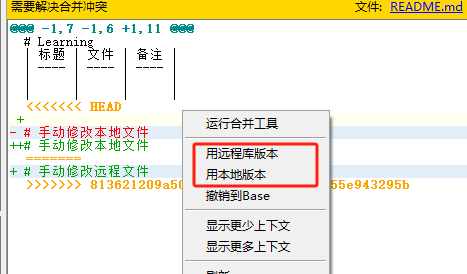 需要解决合并冲突 文件: README.md
@@@ -1,7 -1,6 +1,11 @@@
# Learning
| 标题 | 文件 | 备注 |
| ---- | ---- | ---- |
| | | |
<<<<<<< HEAD
+
- # 手动修改本地文件
++# 手动修改本地文件
=======
+ # 手动修改远程文件
>>>>>>> 813621209a50 55e943295b
运行合并工具
用远程库版本
用本地版本
撤销到Base
显示更少上下文
显示更多上下文
刷新